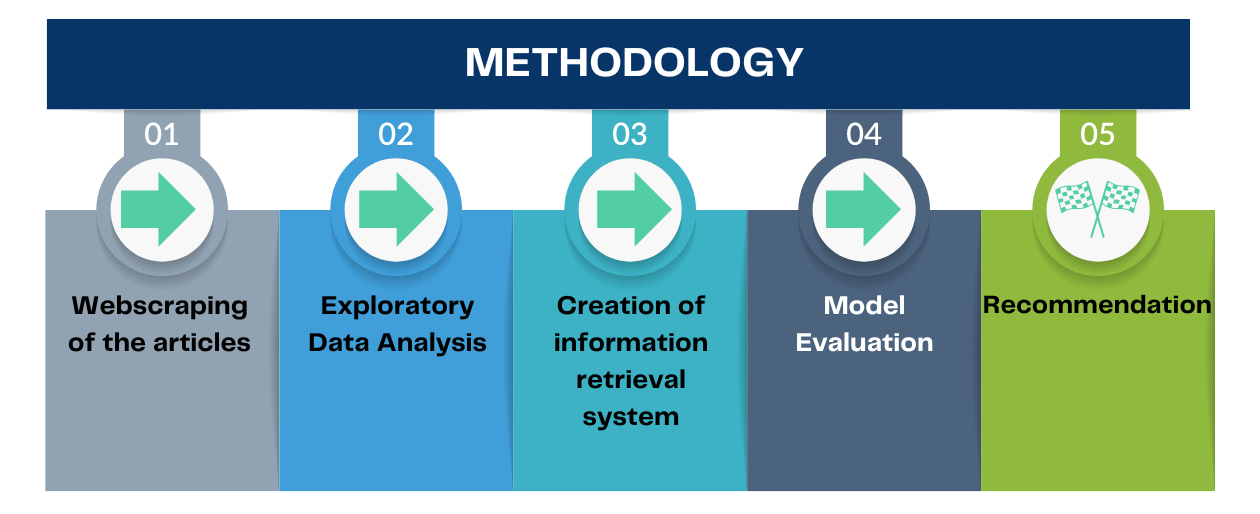 METHODOLOGY
01
02
03
04
05
Webscraping
of the articles
Exploratory
Data Analysis
Creation of
information
retrieval
system
Model
Evaluation
Recommendation